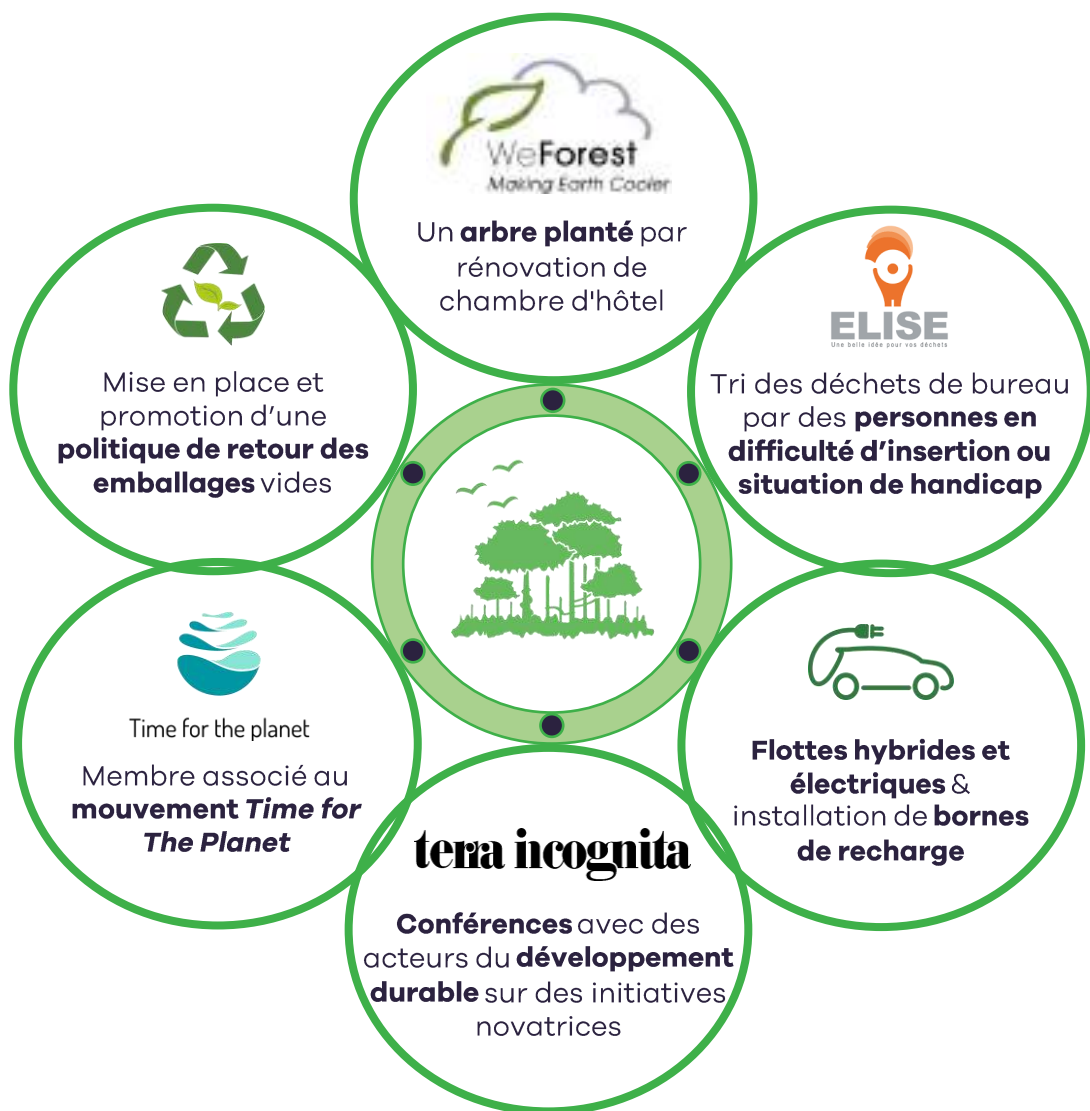 WeForest
Making Earth Cooler
Un arbre planté par
rénovation de
chambre d'hôtel
ELISE
Une belle idée pour vos déchets
Tri des déchets de bureau
par des personnes en
difficulté d’insertion ou
situation de handicap
Flottes hybrides et
électriques &
installation de bornes
de recharge
terra incognita
Conférences avec des
acteurs du développement
durable sur des initiatives
novatrices
Time for the planet
Membre associé au
mouvement Time for
The Planet
Mise en place et
promotion d’une
politique de retour des
emballages vides